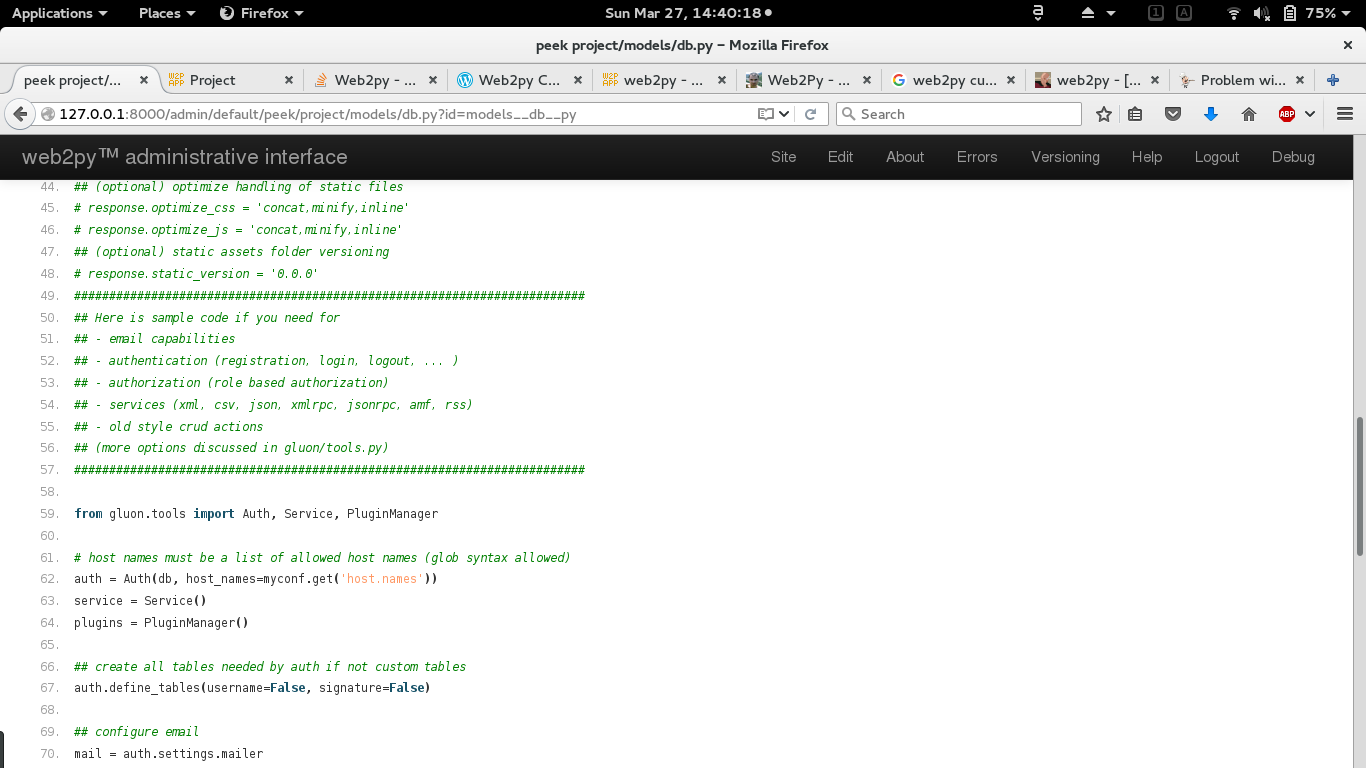 Applications Places Firefox Sun Mar 27, 14:40:18 1 A 75%
peek project/models/db.py – Mozilla Firefox
peek project/... Project Web2py - ... Web2py C... web2py - ... Web2Py - ... web2py cu... web2py - [... Problem wi...
127.0.0.1:8000/admin/default/peek/project/models/db.py?id=models__db__py Search ABP
web2py™ administrative interface Site Edit About Errors Versioning Help Logout Debug
44. ## (optional) optimize handling of static files
45. # response.optimize_css = 'concat,minify,inline'
46. # response.optimize_js = 'concat,minify,inline'
47. ## (optional) static assets folder versioning
48. # response.static_version = '0.0.0'
49. #########################################################################
50. ## Here is sample code if you need for
51. ## - email capabilities
52. ## - authentication (registration, login, logout, ... )
53. ## - authorization (role based authorization)
54. ## - services (xml, csv, json, xmlrpc, jsonrpc, amf, rss)
55. ## - old style crud actions
56. ## (more options discussed in gluon/tools.py)
57. #########################################################################
58.
59. from gluon.tools import Auth, Service, PluginManager
60.
61. # host names must be a list of allowed host names (glob syntax allowed)
62. auth = Auth(db, host_names=myconf.get('host.names'))
63. service = Service()
64. plugins = PluginManager()
65.
66. ## create all tables needed by auth if not custom tables
67. auth.define_tables(username=False, signature=False)
68.
69. ## configure email
70. mail = auth.settings.mailer